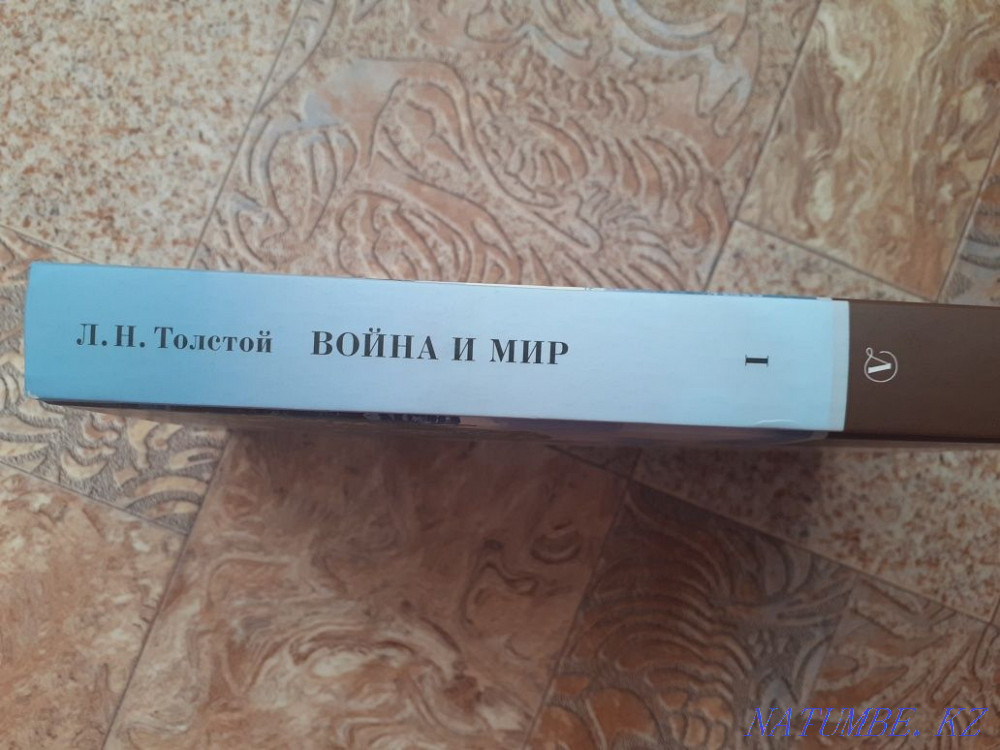 Л. Н. Толстой ВОЙНА И МИР I
NATUMBE. KZ